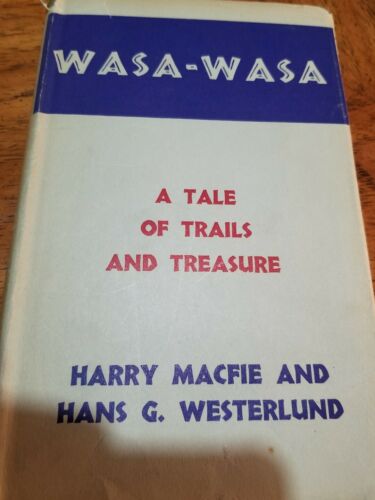 WASA-WASA
A TALE
OF TRAILS
AND TREASURE
HARRY MACFIE AND
HANS G. WESTERLUND